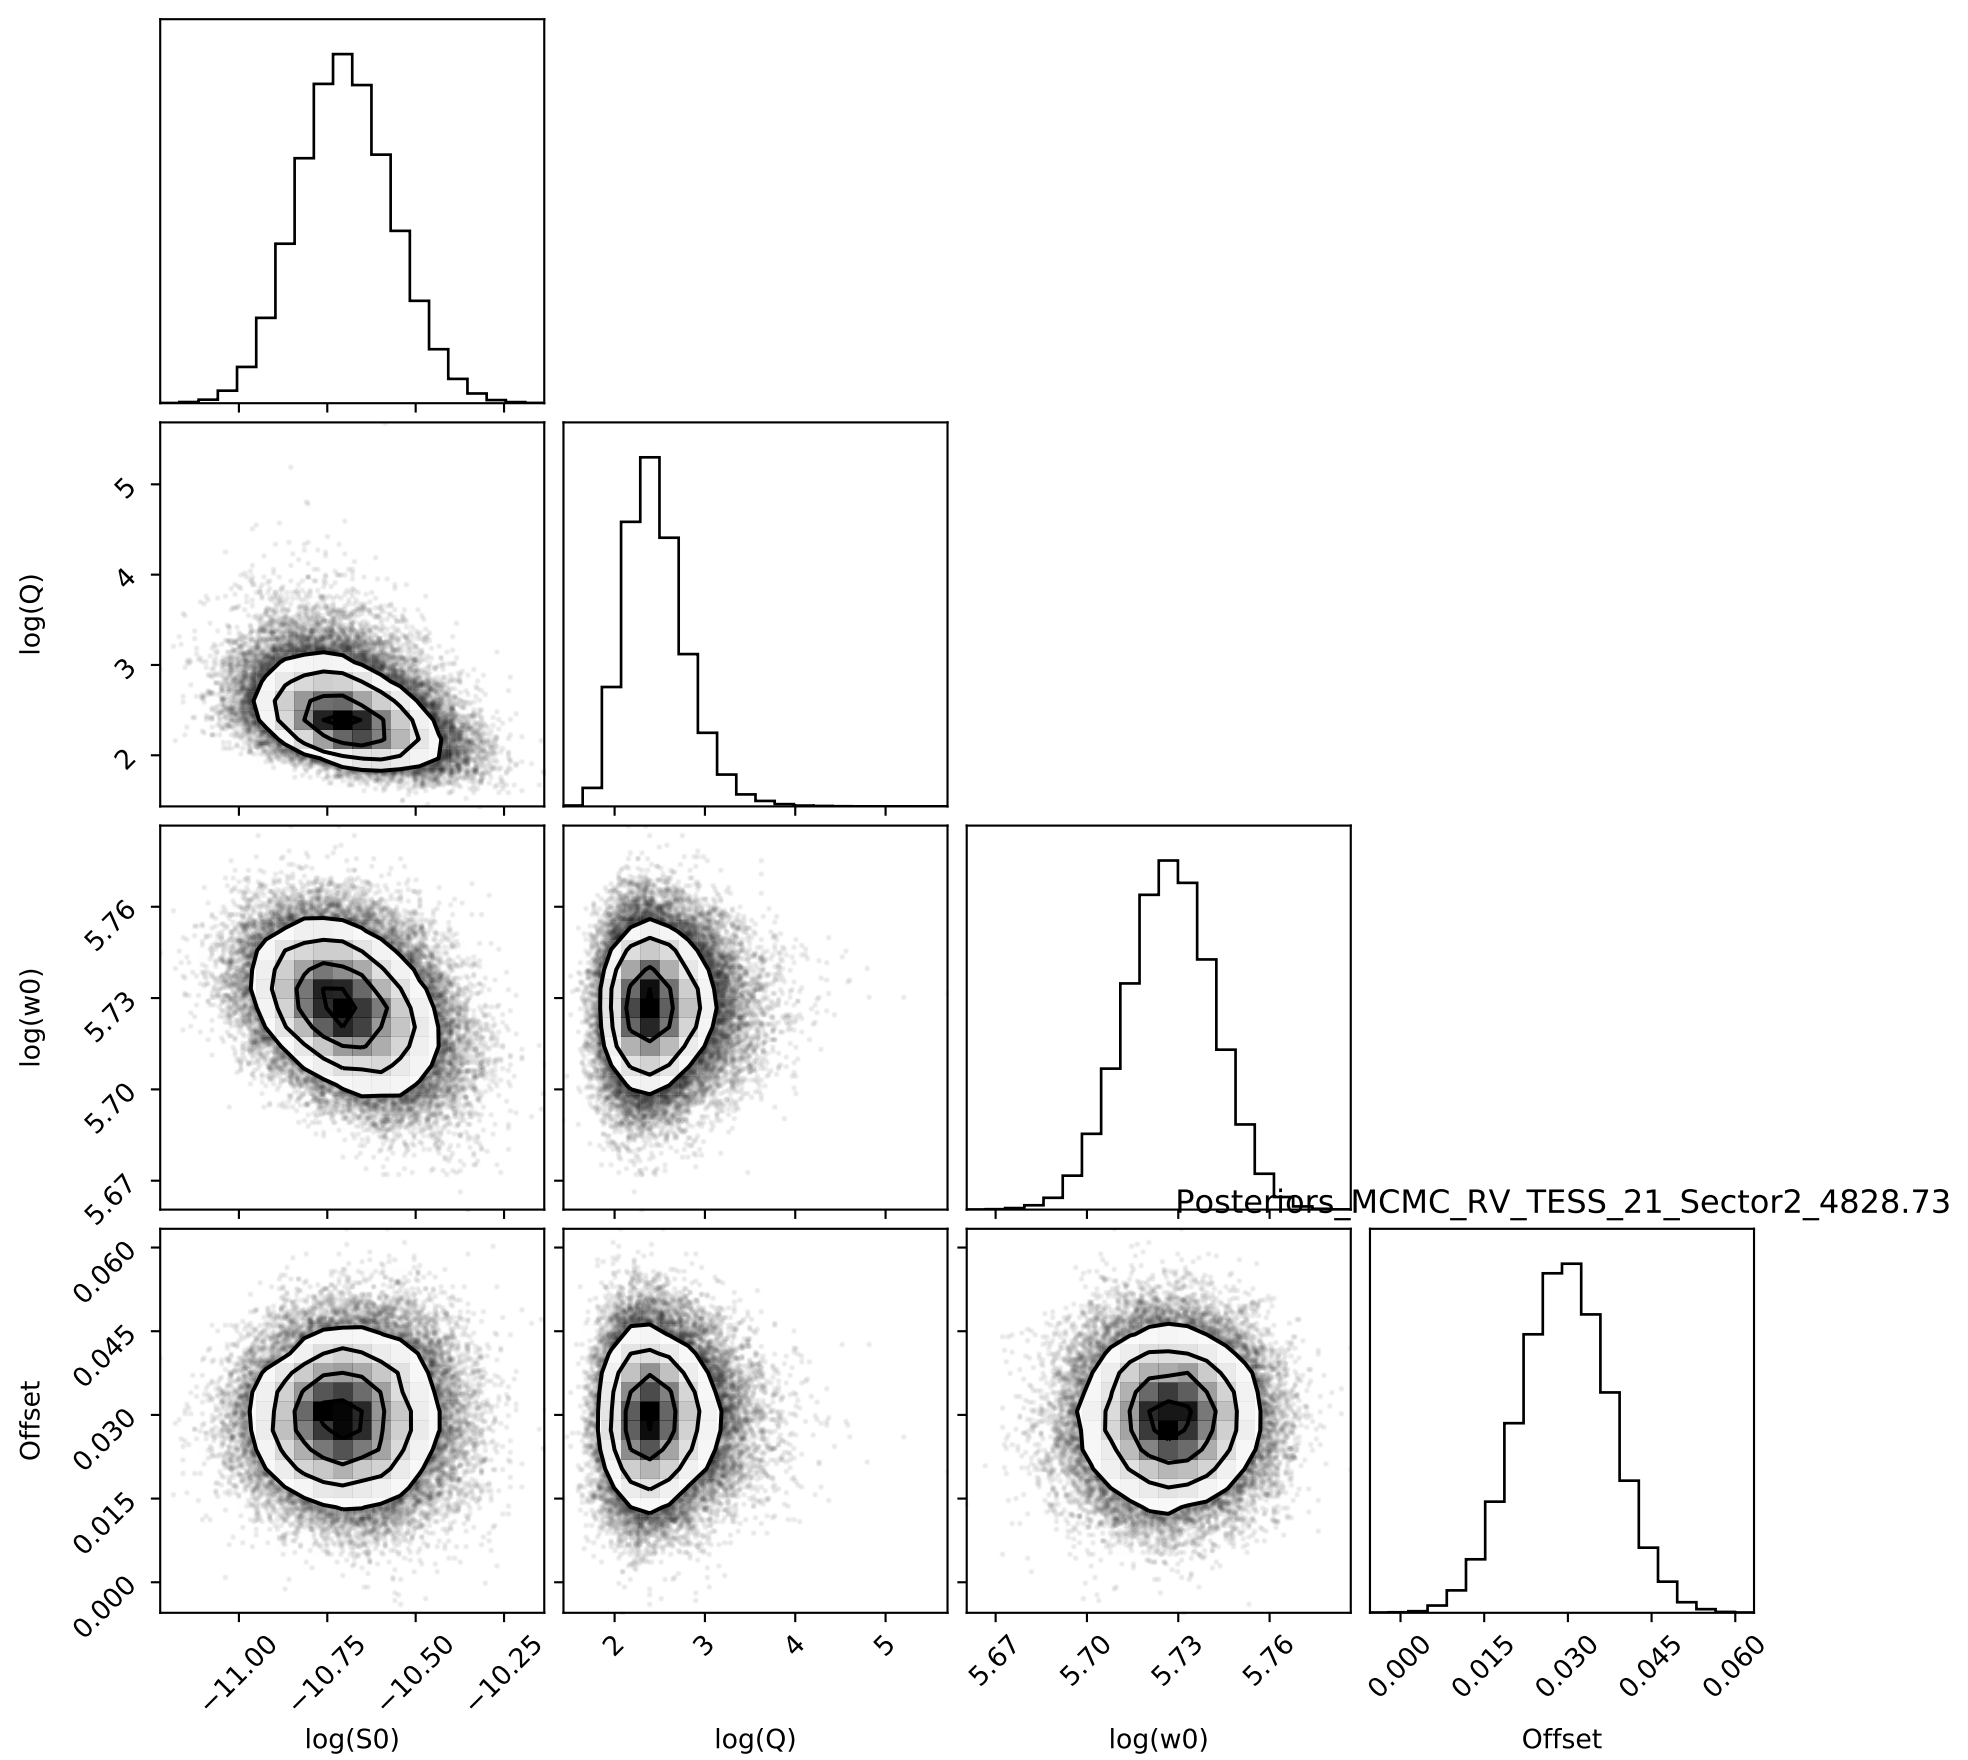 log(Q)
5
4
3
2
log(w0)
5.76
5.73
5.70
5.67
Posteriors_MCMC_RV_TESS_21_Sector2_4828.73
Offset
0.060
0.045
0.030
0.015
0.000
−11.00 −10.75 −10.50 −10.25
2 3 4 5
5.67 5.70 5.73 5.76
0.000 0.015 0.030 0.045 0.060
log(S0) log(Q) log(w0) Offset